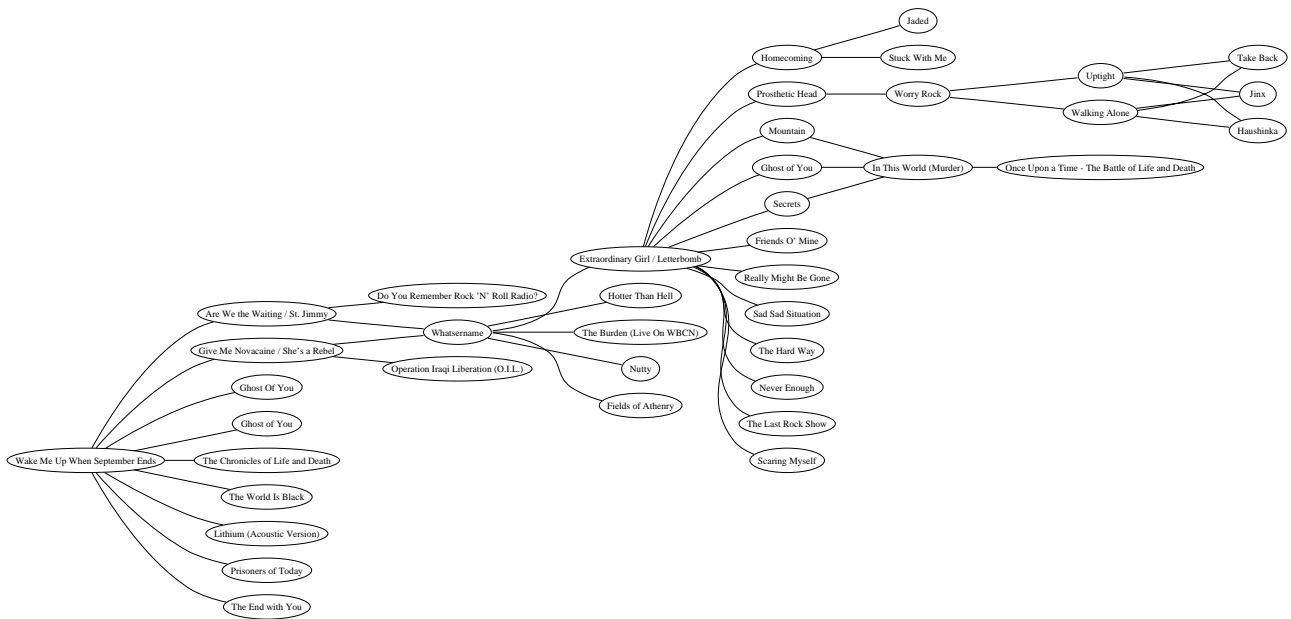 Jaded
Homecoming
Stuck With Me
Take Back
Uptight
Prosthetic Head
Worry Rock
Jinx
Walking Alone
Mountain
Haushinka
Ghost of You
In This World (Murder)
Once Upon a Time - The Battle of Life and Death
Secrets
Friends O' Mine
Extraordinary Girl / Letterbomb
Really Might Be Gone
Do You Remember Rock 'N' Roll Radio?
Hotter Than Hell
Are We the Waiting / St. Jimmy
Sad Sad Situation
Whatsername
The Burden (Live On WBCN)
Give Me Novacaine / She's a Rebel
The Hard Way
Operation Iraqi Liberation (O.I.L.)
Nutty
Ghost Of You
Never Enough
Fields of Athenry
Ghost of You
The Last Rock Show
Wake Me Up When September Ends
The Chronicles of Life and Death
Scaring Myself
The World Is Black
Lithium (Acoustic Version)
Prisoners of Today
The End with You